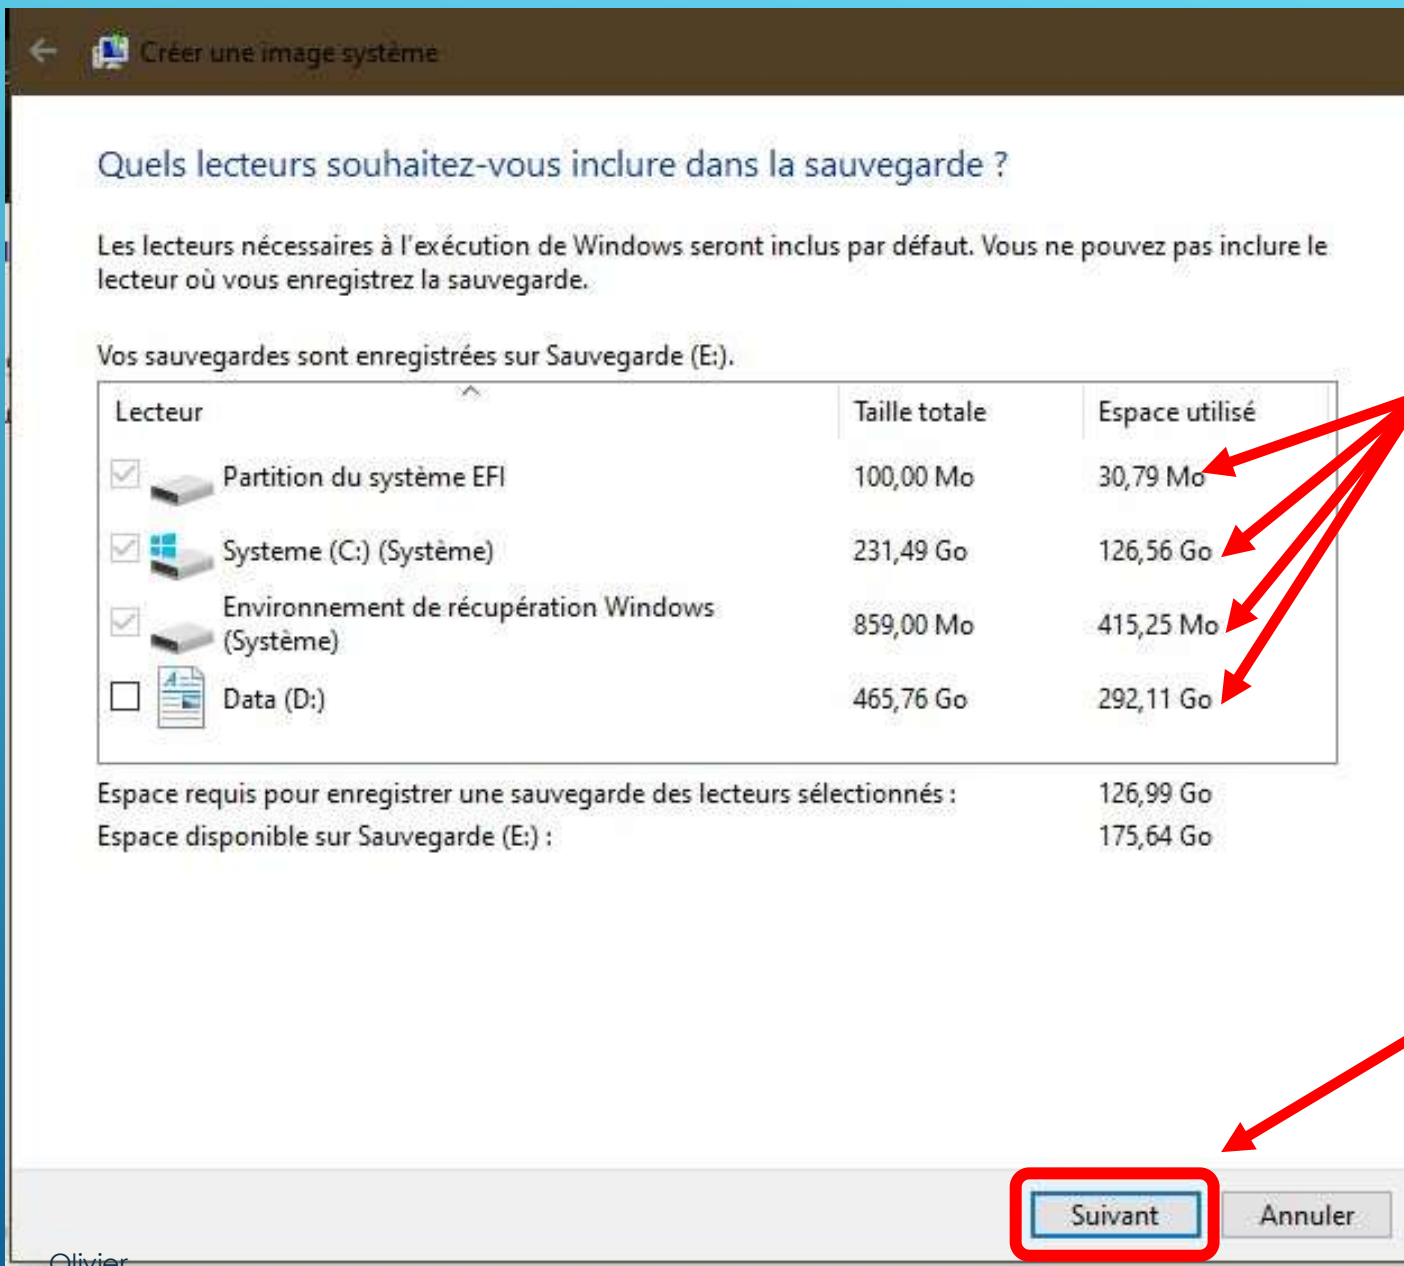 Créer une image système
Quels lecteurs souhaitez-vous inclure dans la sauvegarde ?
Les lecteurs nécessaires à l'exécution de Windows seront inclus par défaut. Vous ne pouvez pas inclure le
lecteur où vous enregistrez la sauvegarde.
Vos sauvegardes sont enregistrées sur Sauvegarde (E:).
Lecteur Taille totale Espace utilisé
Partition du système EFI 100,00 Mo 30,79 Mo
Systeme (C:) (Système) 231,49 Go 126,56 Go
Environnement de récupération Windows
(Système) 859,00 Mo 415,25 Mo
Data (D:) 465,76 Go 292,11 Go
Espace requis pour enregistrer une sauvegarde des lecteurs sélectionnés : 126,99 Go
Espace disponible sur Sauvegarde (E:) : 175,64 Go
Suivant Annuler
Olivier